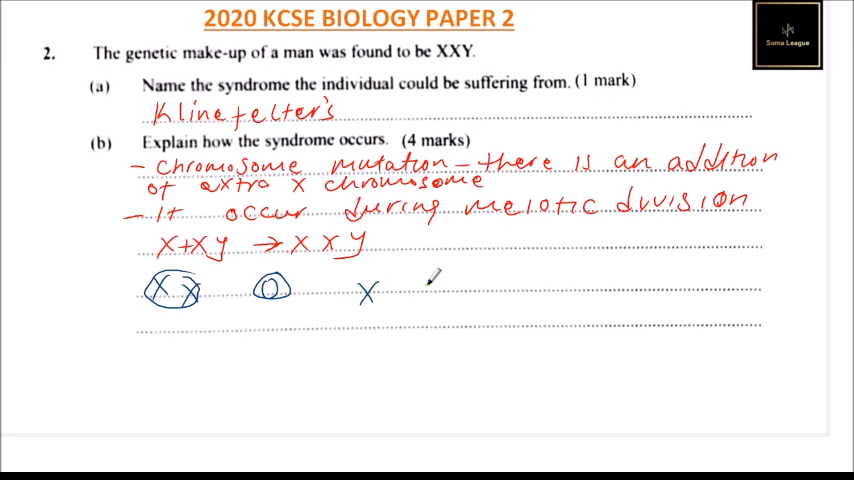 2020 KCSE BIOLOGY PAPER 2
Soma League
2. The genetic make-up of a man was found to be XXY.
(a) Name the syndrome the individual could be suffering from. (1 mark)
Klinefelter's
(b) Explain how the syndrome occurs. (4 marks)
- Chromosome mutation - there is an addition
of extra X chromosome
- It occur during meiotic division
X+XY → X X Y
X X O X